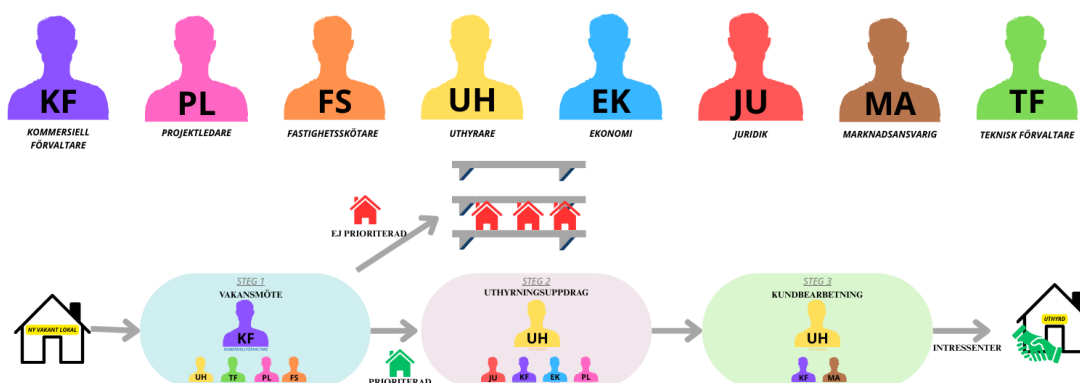 KF
PL
FS
UH
EK
JU
MA
TF
KOMMERSIELL
FÖRVALTARE
PROJEKTLEDARE
FASTIGHETSSKÖTARE
UTHYRARE
EKONOMI
JURIDIK
MARKNADSANSVARIG
TEKNISK FÖRVALTARE
EJ PRIORITERAD
NY VAKANT LOKAL
STEG 1
VAKANSMÖTE
KF
KOMMERSIELL FÖRVALTARE
UH
TF
PL
FS
PRIORITERAD
STEG 2
UTHYRNINGSUPPDRAG
UH
JU
KF
EK
PL
STEG 3
KUNDBEARBETNING
UH
KF
MA
INTRESSENTER
UTHYRD